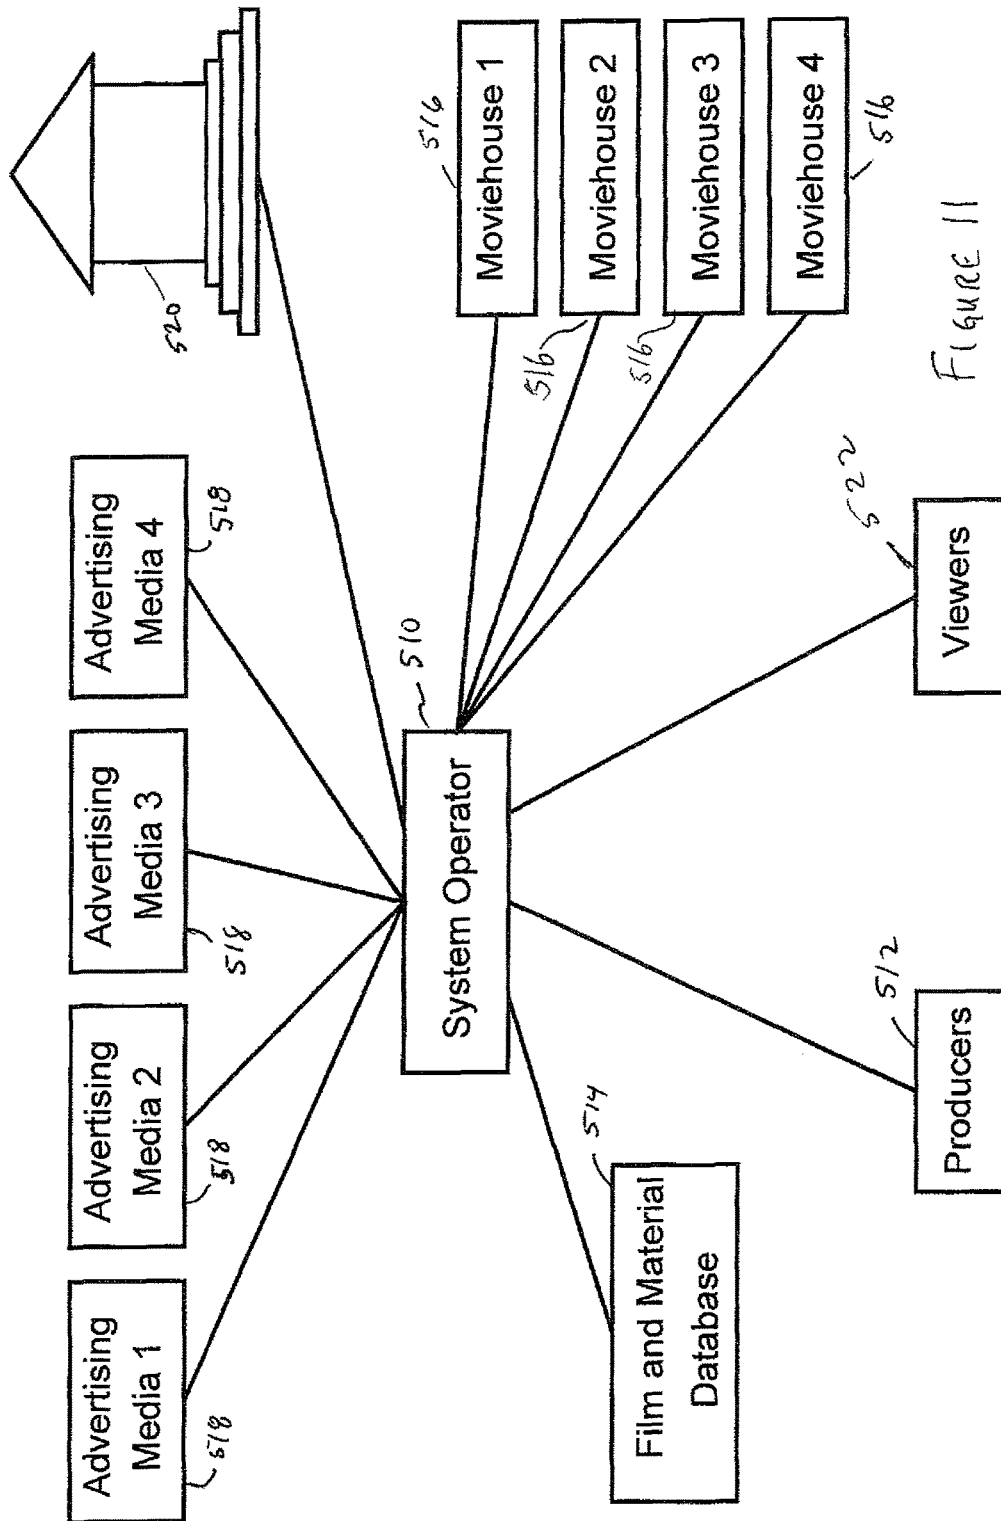 Advertising
Media 1
518
Advertising
Media 2
518
Advertising
Media 3
518
Advertising
Media 4
518
520
System Operator
510
Film and Material
Database
514
Producers
512
Viewers
522
Moviehouse 1
516
Moviehouse 2
516
Moviehouse 3
516
Moviehouse 4
516
FIGURE 11